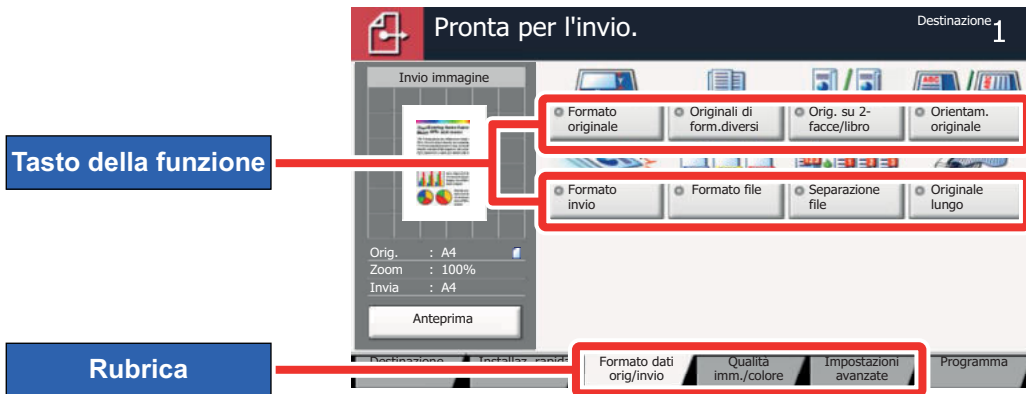 Pronta per l'invio.
Destinazione 1
Invio immagine
Formato
originale
Originali di
form.diversi
Orig. su 2-
facce/libro
Orientam.
originale
Tasto della funzione
Formato
invio
Formato file
Separazione
file
Originale
lungo
Orig. : A4
Zoom : 100%
Invia : A4
Anteprima
Rubrica
Destinazione
Installaz. rapida
Formato dati
orig/invio
Qualità
imm./colore
Impostazioni
avanzate
Programma